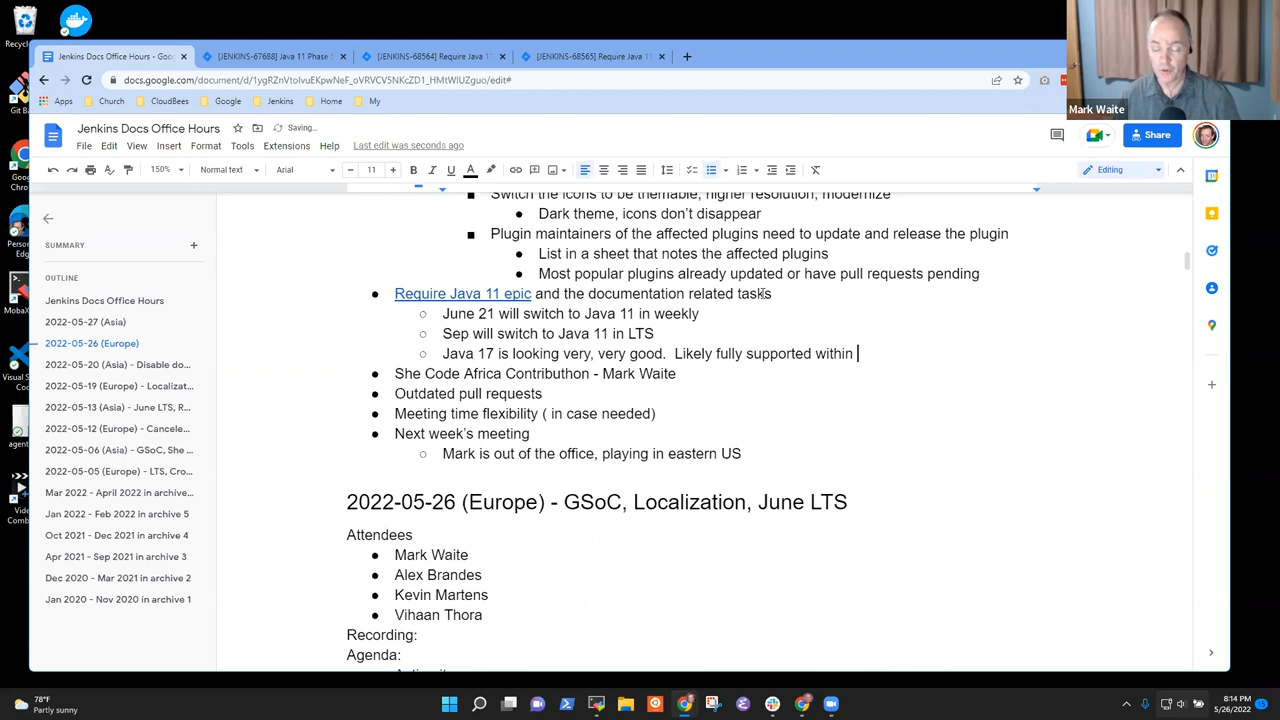 Jenkins Docs Office Hours - Goo
[JENKINS-67688] Java 11 Phase
[JENKINS-68564] Require Java 1
[JENKINS-68565] Require Java 11
docs.google.com/document/d/1ygRZnVtoIvuEKpwNeF_oVRVCV5NKcZD1_HMtWIUZguo/edit#
Apps
Church
CloudBees
Google
Jenkins
Home
My
Mark Waite
Jenkins Docs Office Hours
Saving...
File Edit View Insert Format Tools Extensions Help
Last edit was seconds ago
Share
150%
Normal text
Arial
11
Editing
SUMMARY
OUTLINE
Jenkins Docs Office Hours
2022-05-27 (Asia)
2022-05-26 (Europe)
2022-05-20 (Asia) - Disable do...
2022-05-19 (Europe) - Localizat...
2022-05-13 (Asia) - June LTS, R...
2022-05-12 (Europe) - Cancele...
2022-05-06 (Asia) - GSoC, She ...
2022-05-05 (Europe) - LTS, Cro...
Mar 2022 - April 2022 in archive...
Jan 2022 - Feb 2022 in archive 5
Oct 2021 - Dec 2021 in archive 4
Apr 2021 - Sep 2021 in archive 3
Dec 2020 - Mar 2021 in archive 2
Jan 2020 - Nov 2020 in archive 1
Switch the icons to be themable, higher resolution, modernize
Dark theme, icons don't disappear
Plugin maintainers of the affected plugins need to update and release the plugin
List in a sheet that notes the affected plugins
Most popular plugins already updated or have pull requests pending
Require Java 11 epic and the documentation related tasks
June 21 will switch to Java 11 in weekly
Sep will switch to Java 11 in LTS
Java 17 is looking very, very good. Likely fully supported within
She Code Africa Contributhon - Mark Waite
Outdated pull requests
Meeting time flexibility ( in case needed)
Next week's meeting
Mark is out of the office, playing in eastern US
2022-05-26 (Europe) - GSoC, Localization, June LTS
Attendees
Mark Waite
Alex Brandes
Kevin Martens
Vihaan Thora
Recording:
Agenda:
78°F
Partly sunny
8:14 PM
5/26/2022